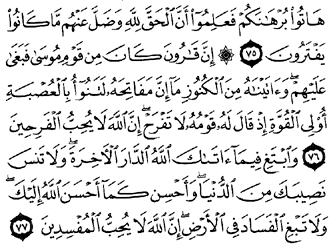 هَاتُوا۟ بُرْهَـٰنَكُمْ فَعَلِمُوٓا۟ أَنَّ ٱلْحَقَّ لِلَّهِ وَضَلَّ عَنْهُم مَّا كَانُوا۟
يَفْتَرُونَ ٧٥ ۞ إِنَّ قَـٰرُونَ كَانَ مِن قَوْمِ مُوسَىٰ فَبَغَىٰ
عَلَيْهِمْ ۖ وَءَاتَيْنَـٰهُ مِنَ ٱلْكُنُوزِ مَآ إِنَّ مَفَاتِحَهُۥ لَتَنُوٓأُ بِٱلْعُصْبَةِ
أُو۟لِى ٱلْقُوَّةِ إِذْ قَالَ لَهُۥ قَوْمُهُۥ لَا تَفْرَحْ ۖ إِنَّ ٱللَّهَ لَا يُحِبُّ ٱلْفَرِحِينَ
٧٦ وَٱبْتَغِ فِيمَآ ءَاتَىٰكَ ٱللَّهُ ٱلدَّارَ ٱلْـَٔاخِرَةَ ۖ وَلَا تَنسَ
نَصِيبَكَ مِنَ ٱلدُّنْيَا ۖ وَأَحْسِن كَمَآ أَحْسَنَ ٱللَّهُ إِلَيْكَ ۖ
وَلَا تَبْغِ ٱلْفَسَادَ فِى ٱلْأَرْضِ ۖ إِنَّ ٱللَّهَ لَا يُحِبُّ ٱلْمُفْسِدِينَ ٧٧